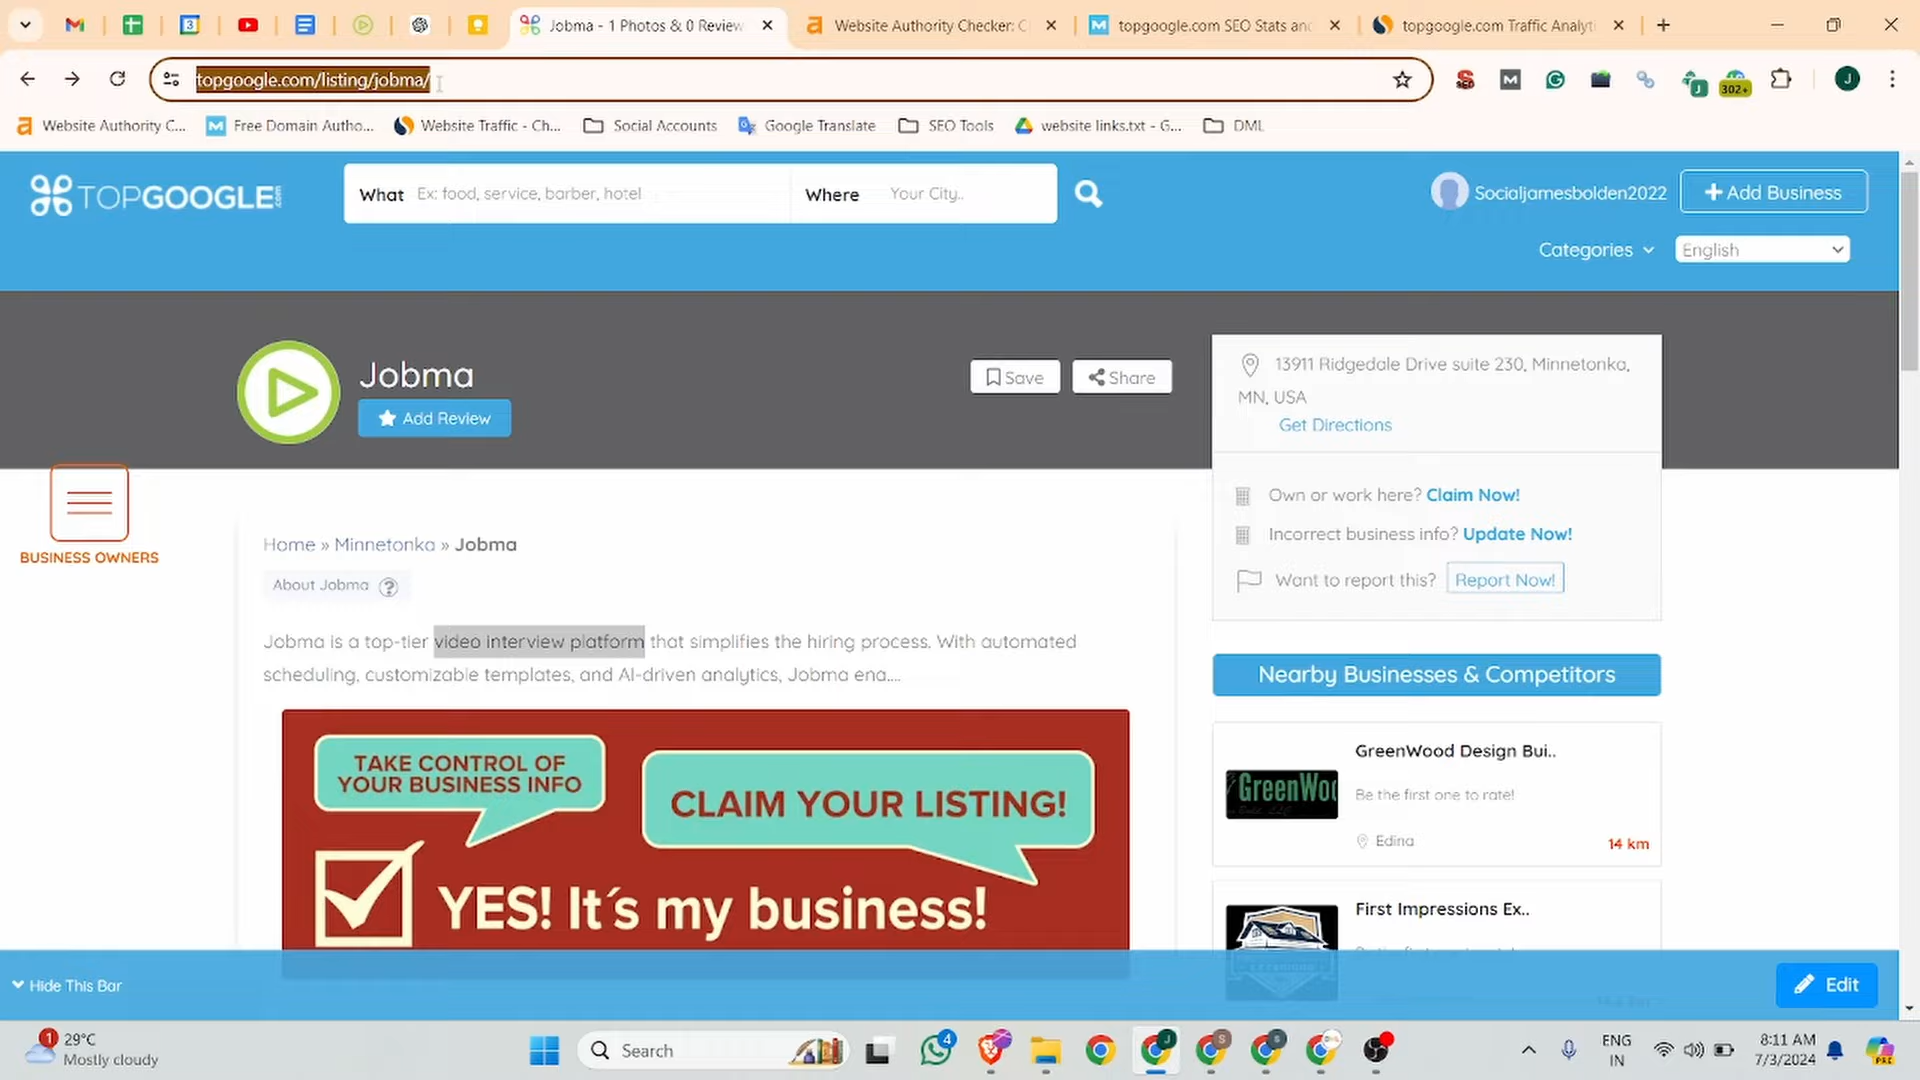 Jobma - 1 Photos & 0 Review
Website Authority Checker: C
topgoogle.com SEO Stats and
topgoogle.com Traffic Analyti
topgoogle.com/listing/jobma/
302+
J
Website Authority C...
Free Domain Autho...
Website Traffic - Ch...
Social Accounts
Google Translate
SEO Tools
website links.txt - G...
DML
TOPGOOGLE.com
What Ex: food, service, barber, hotel
Where Your City..
Socialjamesbolden2022
Add Business
Categories
English
Jobma
Add Review
Save
Share
13911 Ridgedale Drive suite 230, Minnetonka,
MN, USA
Get Directions
Own or work here? Claim Now!
Incorrect business info? Update Now!
Want to report this? Report Now!
BUSINESS OWNERS
Home » Minnetonka » Jobma
About Jobma ?
Jobma is a top-tier video interview platform that simplifies the hiring process. With automated
scheduling, customizable templates, and AI-driven analytics, Jobma ena....
TAKE CONTROL OF
YOUR BUSINESS INFO
CLAIM YOUR LISTING!
YES! It´s my business!
Nearby Businesses & Competitors
GreenWood Design Bui..
Be the first one to rate!
Edina
14 km
First Impressions Ex..
Hide This Bar
Edit
1
29°C
Mostly cloudy
Search
4
ENG
IN
8:11 AM
7/3/2024